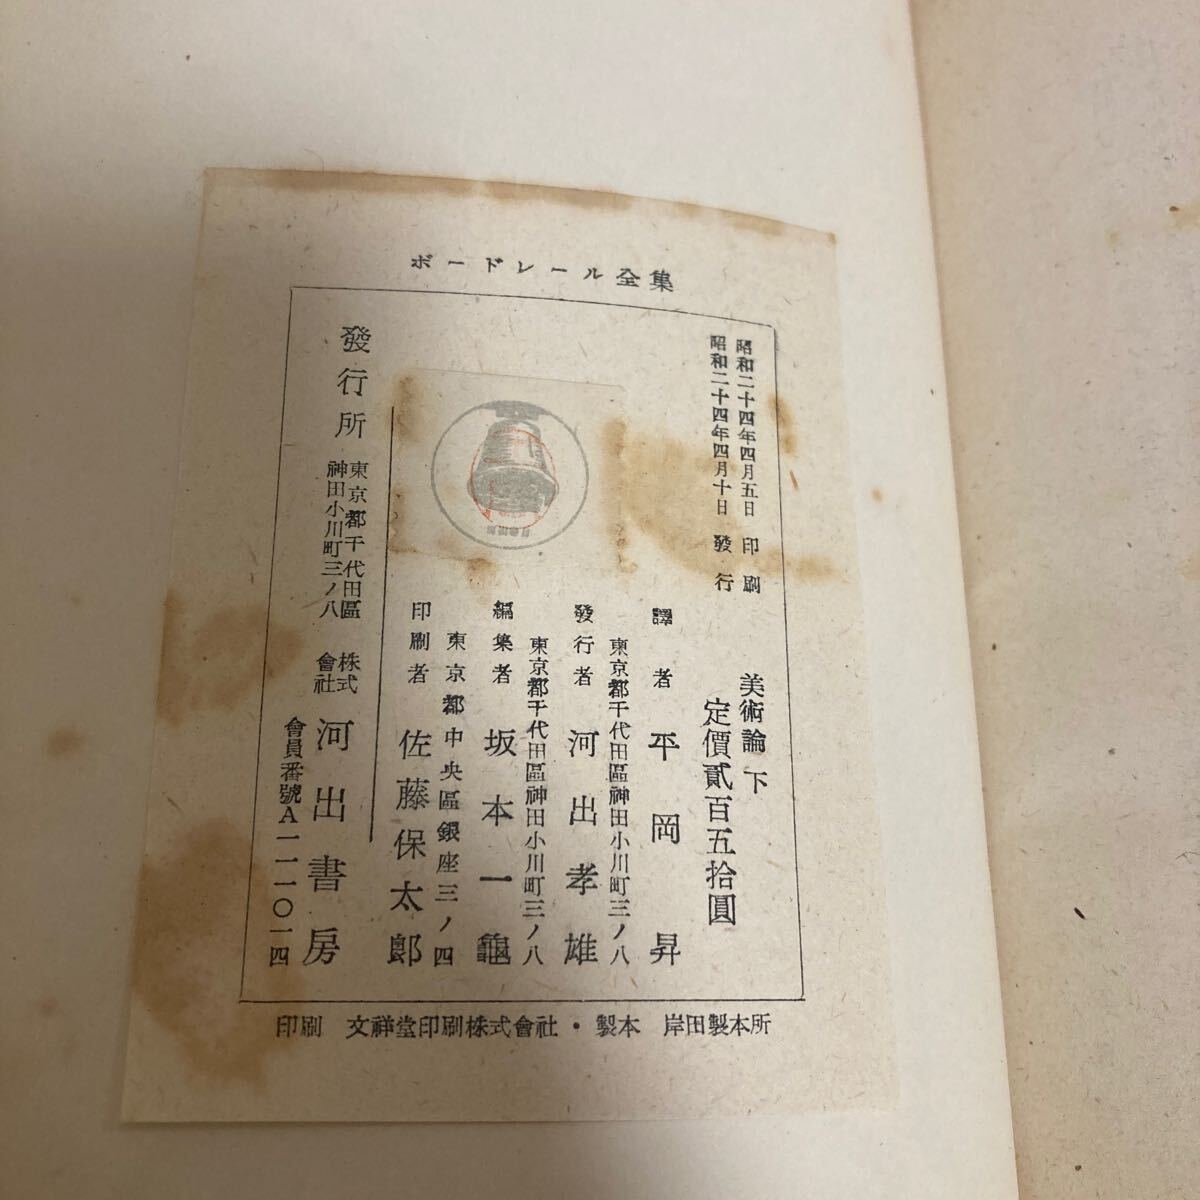 ボードレール全集
昭和二十四年四月五日　印刷
昭和二十四年四月十日　發行
美術論　下
定價貳百五拾圓
譯者　平岡昇
東京都千代田區神田小川町三ノ八
發行者　河出孝雄
東京都千代田區神田小川町三ノ八
編集者　坂本一龜
東京都中央區銀座三ノ四
印刷者　佐藤保太郎
發行所　東京都千代田區
神田小川町三ノ八
株式
會社　河出書房
會員番號A一一一〇一四
印刷　文祥堂印刷株式會社・製本　岸田製本所